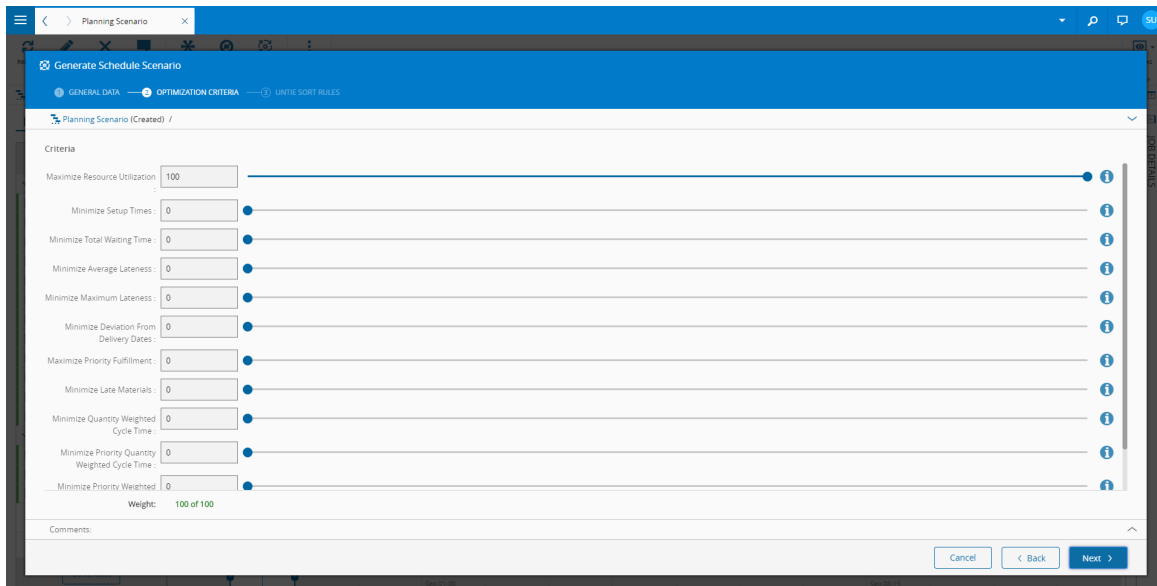 Planning Scenario
SU
Generate Schedule Scenario
1 GENERAL DATA 2 OPTIMIZATION CRITERIA 3 UNTIE SORT RULES
Planning Scenario (Created) /
JOB DETAILS
Criteria
Maximize Resource Utilization : 100
Minimize Setup Times : 0
Minimize Total Waiting Time : 0
Minimize Average Lateness : 0
Minimize Maximum Lateness : 0
Minimize Deviation From 0
Delivery Dates :
Maximize Priority Fulfillment : 0
Minimize Late Materials : 0
Minimize Quantity Weighted 0
Cycle Time :
Minimize Priority Quantity 0
Weighted Cycle Time :
Minimize Priority Weighted 0
Weight: 100 of 100
Comments:
Cancel < Back Next >